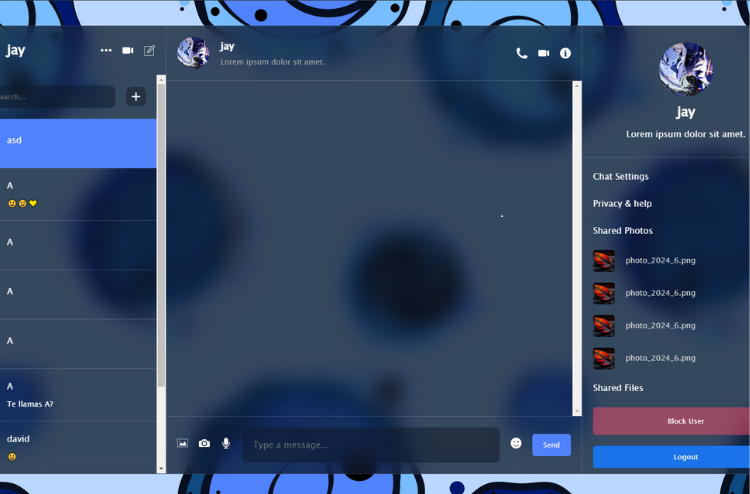 jay
earch...
asd
A
A
A
A
A
Te llamas A?
david
jay
Lorem ipsum dolor sit amet.
Type a message...
Send
jay
Lorem ipsum dolor sit amet.
Chat Settings
Privacy & help
Shared Photos
photo_2024_6.png
photo_2024_6.png
photo_2024_6.png
photo_2024_6.png
Shared Files
Block User
Logout